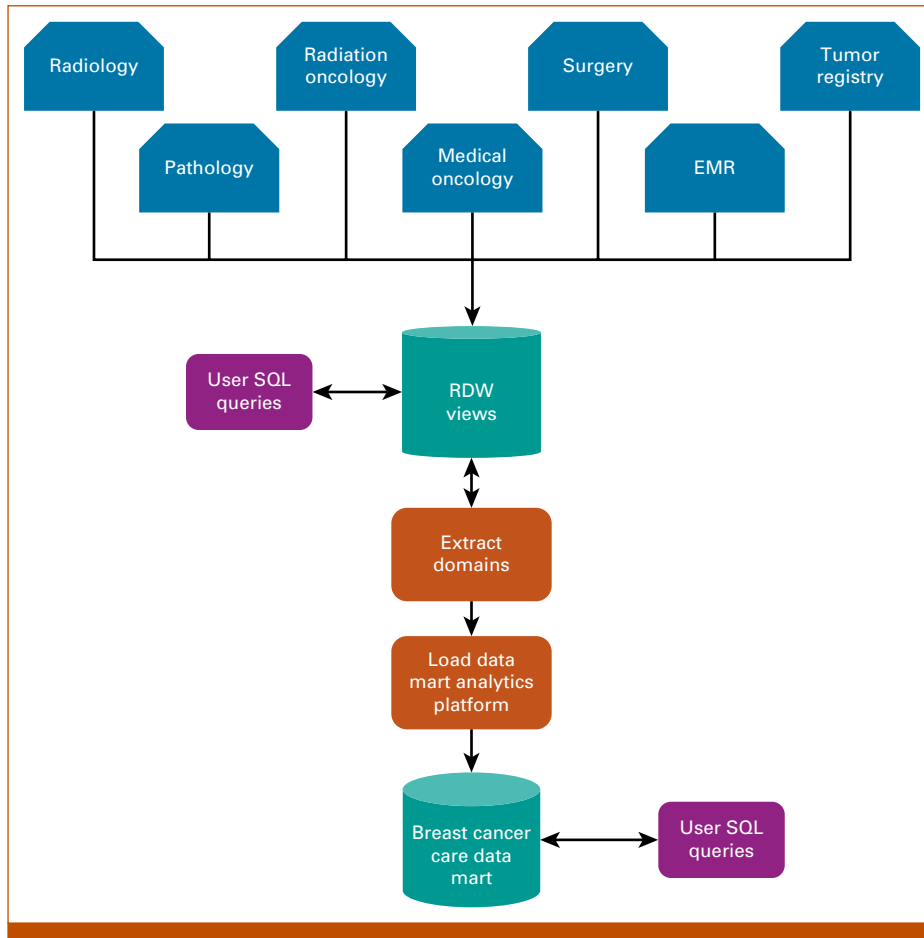 Radiology
Radiation
oncology
Surgery
Tumor
registry
Pathology
Medical
oncology
EMR
User SQL
queries
RDW
views
Extract
domains
Load data
mart analytics
platform
Breast cancer
care data
mart
User SQL
queries